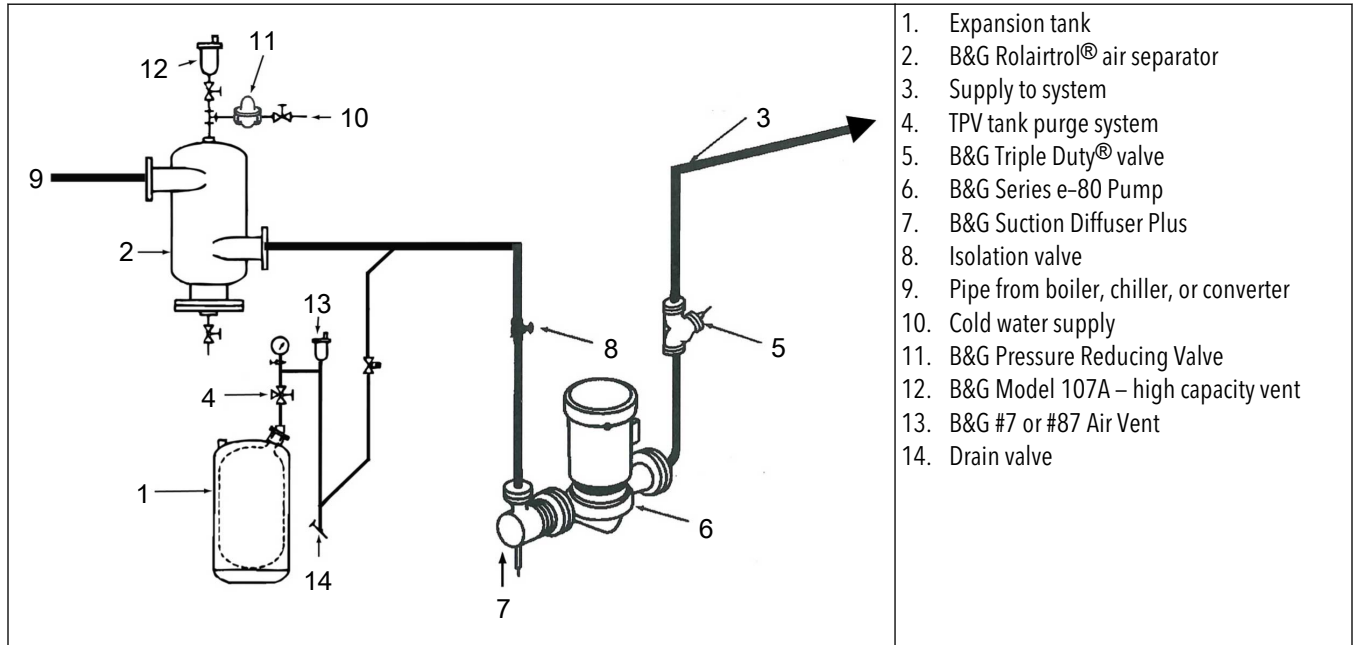 11
12
10
3
9
2
13
8
5
4
1
6
14
7
1. Expansion tank
2. B&G Rolairtrol® air separator
3. Supply to system
4. TPV tank purge system
5. B&G Triple Duty® valve
6. B&G Series e–80 Pump
7. B&G Suction Diffuser Plus
8. Isolation valve
9. Pipe from boiler, chiller, or converter
10. Cold water supply
11. B&G Pressure Reducing Valve
12. B&G Model 107A – high capacity vent
13. B&G #7 or #87 Air Vent
14. Drain valve